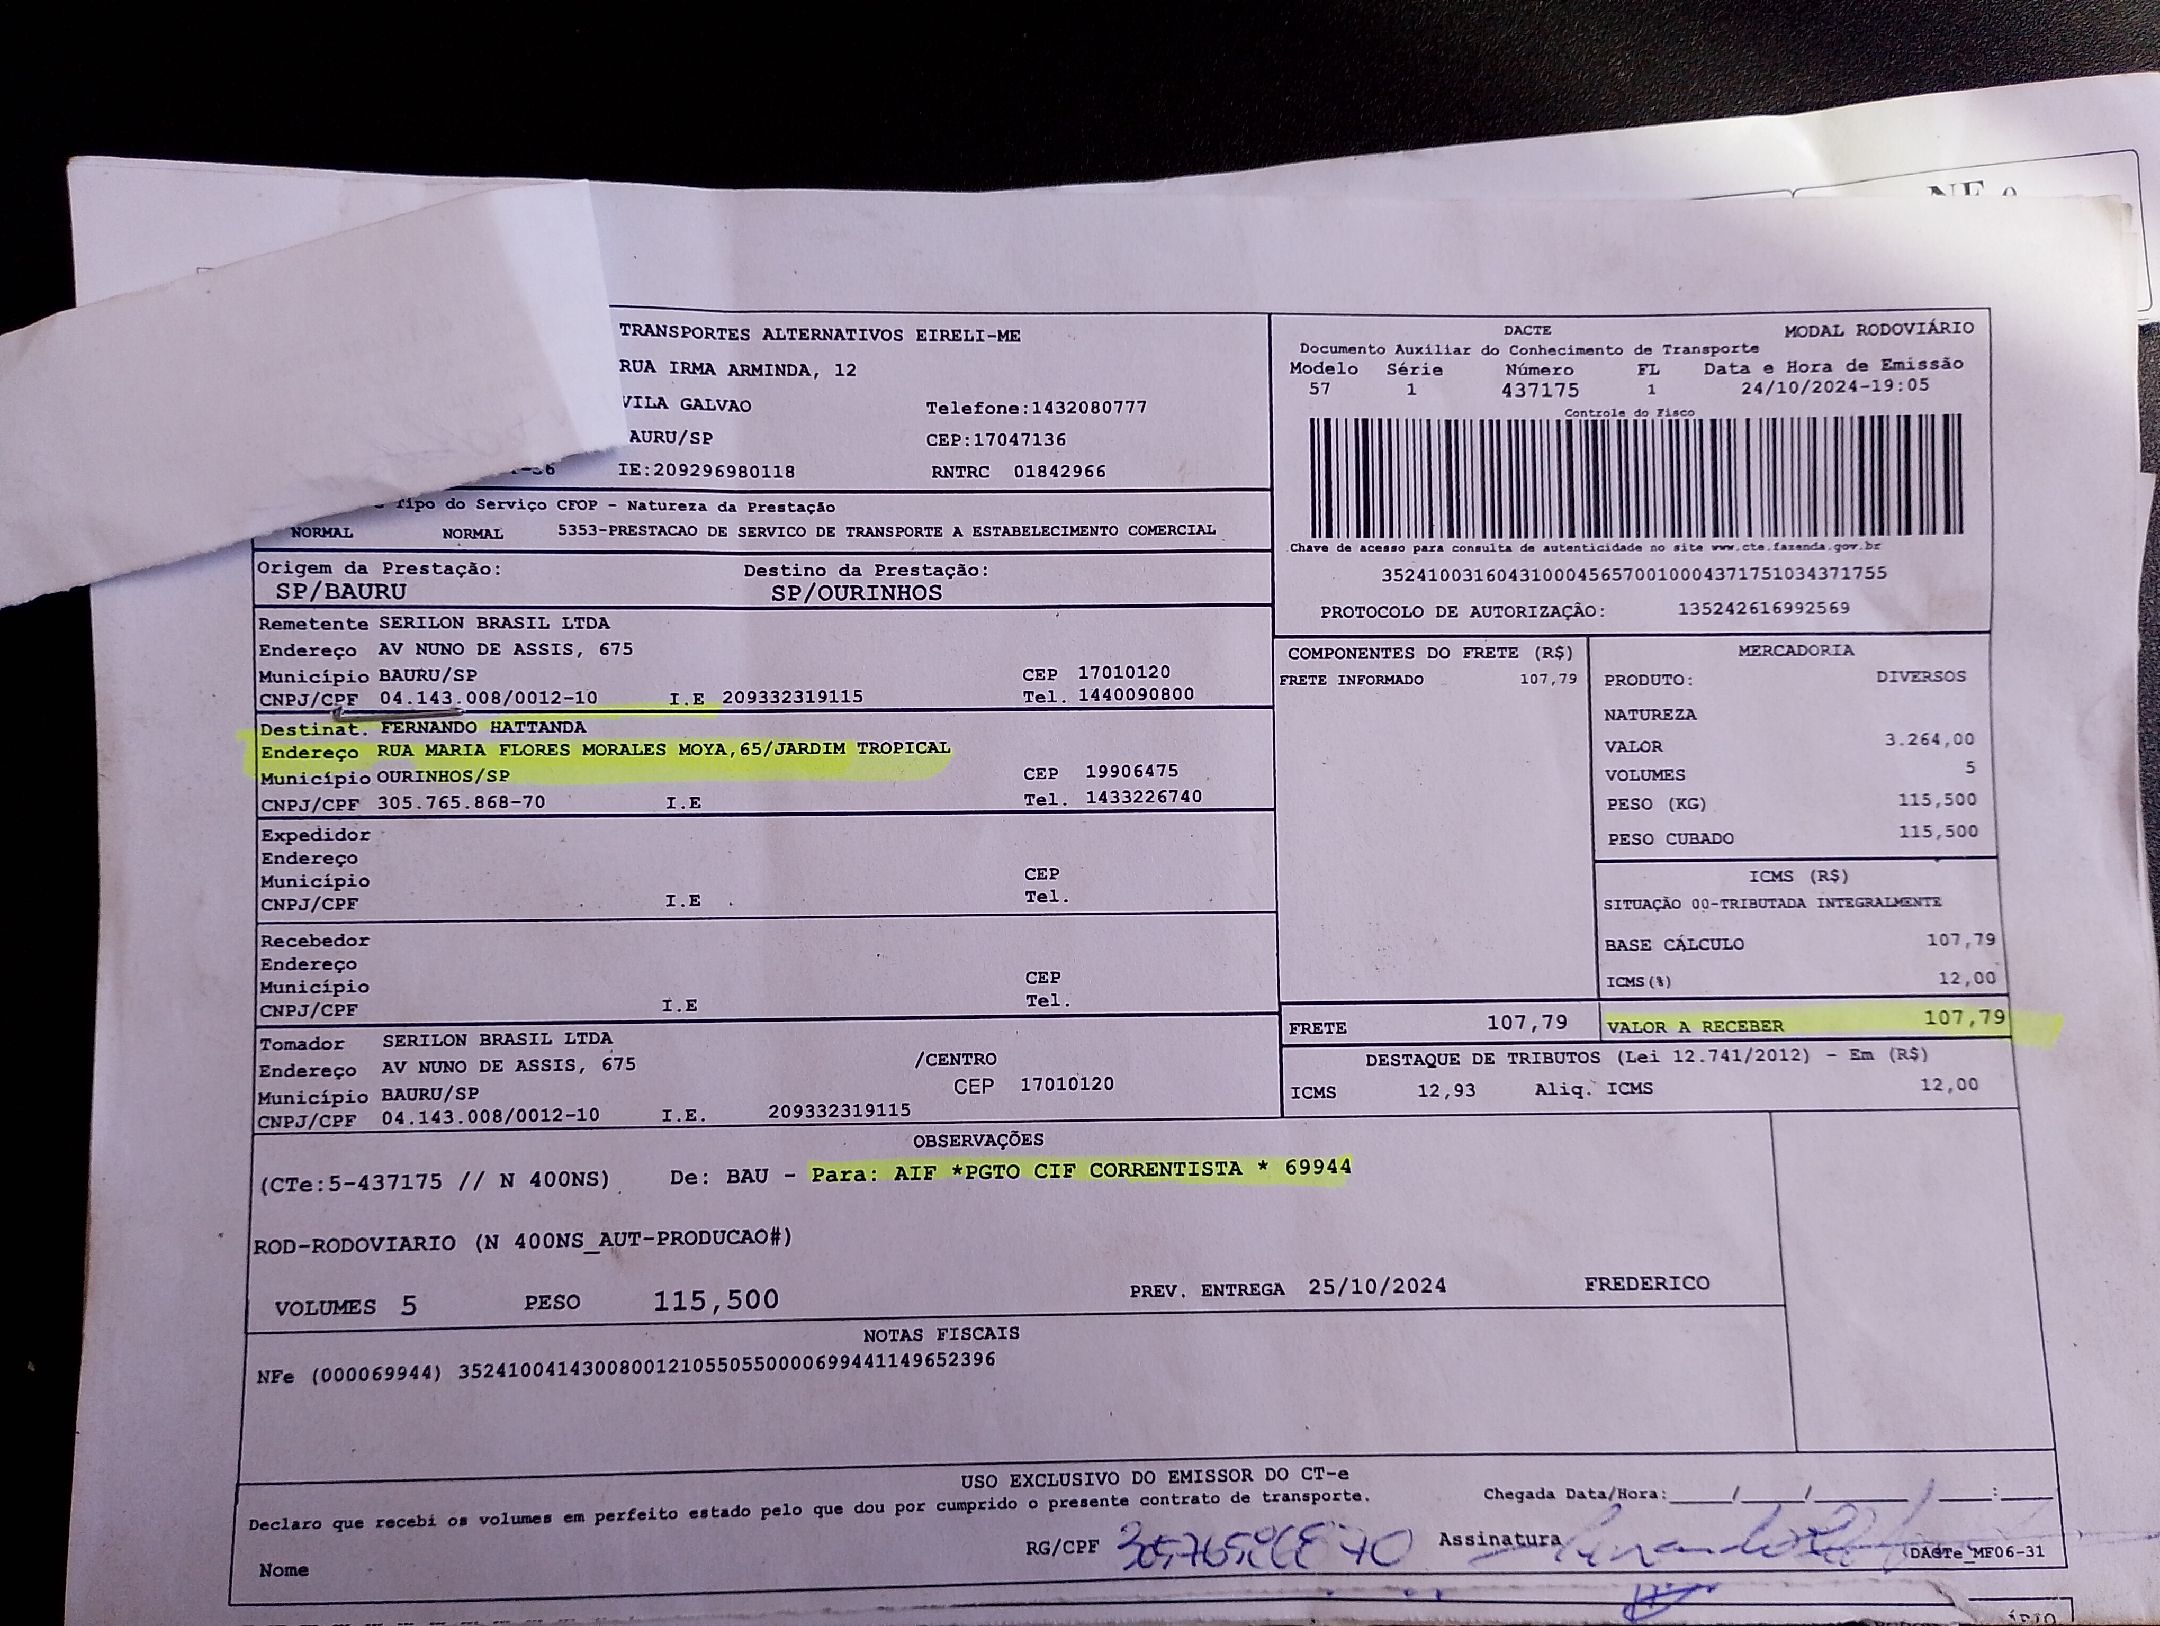 NF-e
TRANSPORTES ALTERNATIVOS EIRELI-ME
RUA IRMA ARMINDA, 12
VILA GALVAO Telefone:1432080777
AURU/SP CEP:17047136
-56 IE:209296980118 RNTRC 01842966
Tipo do Serviço CFOP - Natureza da Prestação
NORMAL NORMAL 5353-PRESTACAO DE SERVICO DE TRANSPORTE A ESTABELECIMENTO COMERCIAL
Origem da Prestação: Destino da Prestação:
SP/BAURU SP/OURINHOS
DACTE MODAL RODOVIÁRIO
Documento Auxiliar do Conhecimento de Transporte
Modelo Série Número FL Data e Hora de Emissão
57 1 437175 1 24/10/2024-19:05
Controle do Fisco
Chave de acesso para consulta de autenticidade no site www.cte.fazenda.gov.br
35241003160431000456570010004371751034371755
PROTOCOLO DE AUTORIZAÇÃO: 135242616992569
Remetente SERILON BRASIL LTDA
Endereço AV NUNO DE ASSIS, 675
Município BAURU/SP CEP 17010120
CNPJ/CPF 04.143.008/0012-10 I.E 209332319115 Tel. 1440090800
Destinat. FERNANDO HATTANDA
Endereço RUA MARIA FLORES MORALES MOYA,65/JARDIM TROPICAL
Município OURINHOS/SP CEP 19906475
CNPJ/CPF 305.765.868-70 I.E Tel. 1433226740
Expedidor
Endereço
Município CEP
CNPJ/CPF I.E Tel.
Recebedor
Endereço
Município CEP
CNPJ/CPF I.E Tel.
Tomador SERILON BRASIL LTDA
Endereço AV NUNO DE ASSIS, 675 /CENTRO
Município BAURU/SP CEP 17010120
CNPJ/CPF 04.143.008/0012-10 I.E. 209332319115
COMPONENTES DO FRETE (R$)
FRETE INFORMADO 107,79
MERCADORIA
PRODUTO: DIVERSOS
NATUREZA
VALOR 3.264,00
VOLUMES 5
PESO (KG) 115,500
PESO CUBADO 115,500
ICMS (R$)
SITUAÇÃO 00-TRIBUTADA INTEGRALMENTE
BASE CÁLCULO 107,79
ICMS(%) 12,00
FRETE 107,79 VALOR A RECEBER 107,79
DESTAQUE DE TRIBUTOS (Lei 12.741/2012) - Em (R$)
ICMS 12,93 Aliq. ICMS 12,00
OBSERVAÇÕES
(CTe:5-437175 // N 400NS) De: BAU - Para: AIF *PGTO CIF CORRENTISTA * 69944
ROD-RODOVIARIO (N 400NS_AUT-PRODUCAO#)
VOLUMES 5 PESO 115,500 PREV. ENTREGA 25/10/2024 FREDERICO
NOTAS FISCAIS
NFe (000069944) 35241004143008001210550550000699441149652396
USO EXCLUSIVO DO EMISSOR DO CT-e
Declaro que recebi os volumes em perfeito estado pelo que dou por cumprido o presente contrato de transporte.
Chegada Data/Hora:____/____/______ ____:____
Nome RG/CPF 30576586870 Assinatura
DACTe_MF06-31